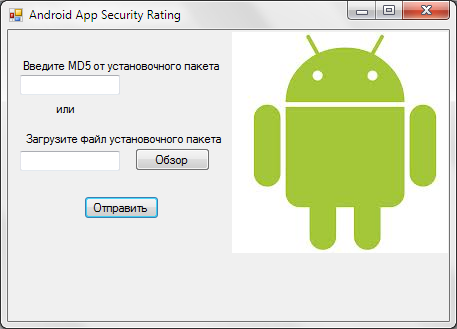 Android App Security Rating
Введите MD5 от установочного пакета
или
Загрузите файл установочного пакета
Обзор
Отправить